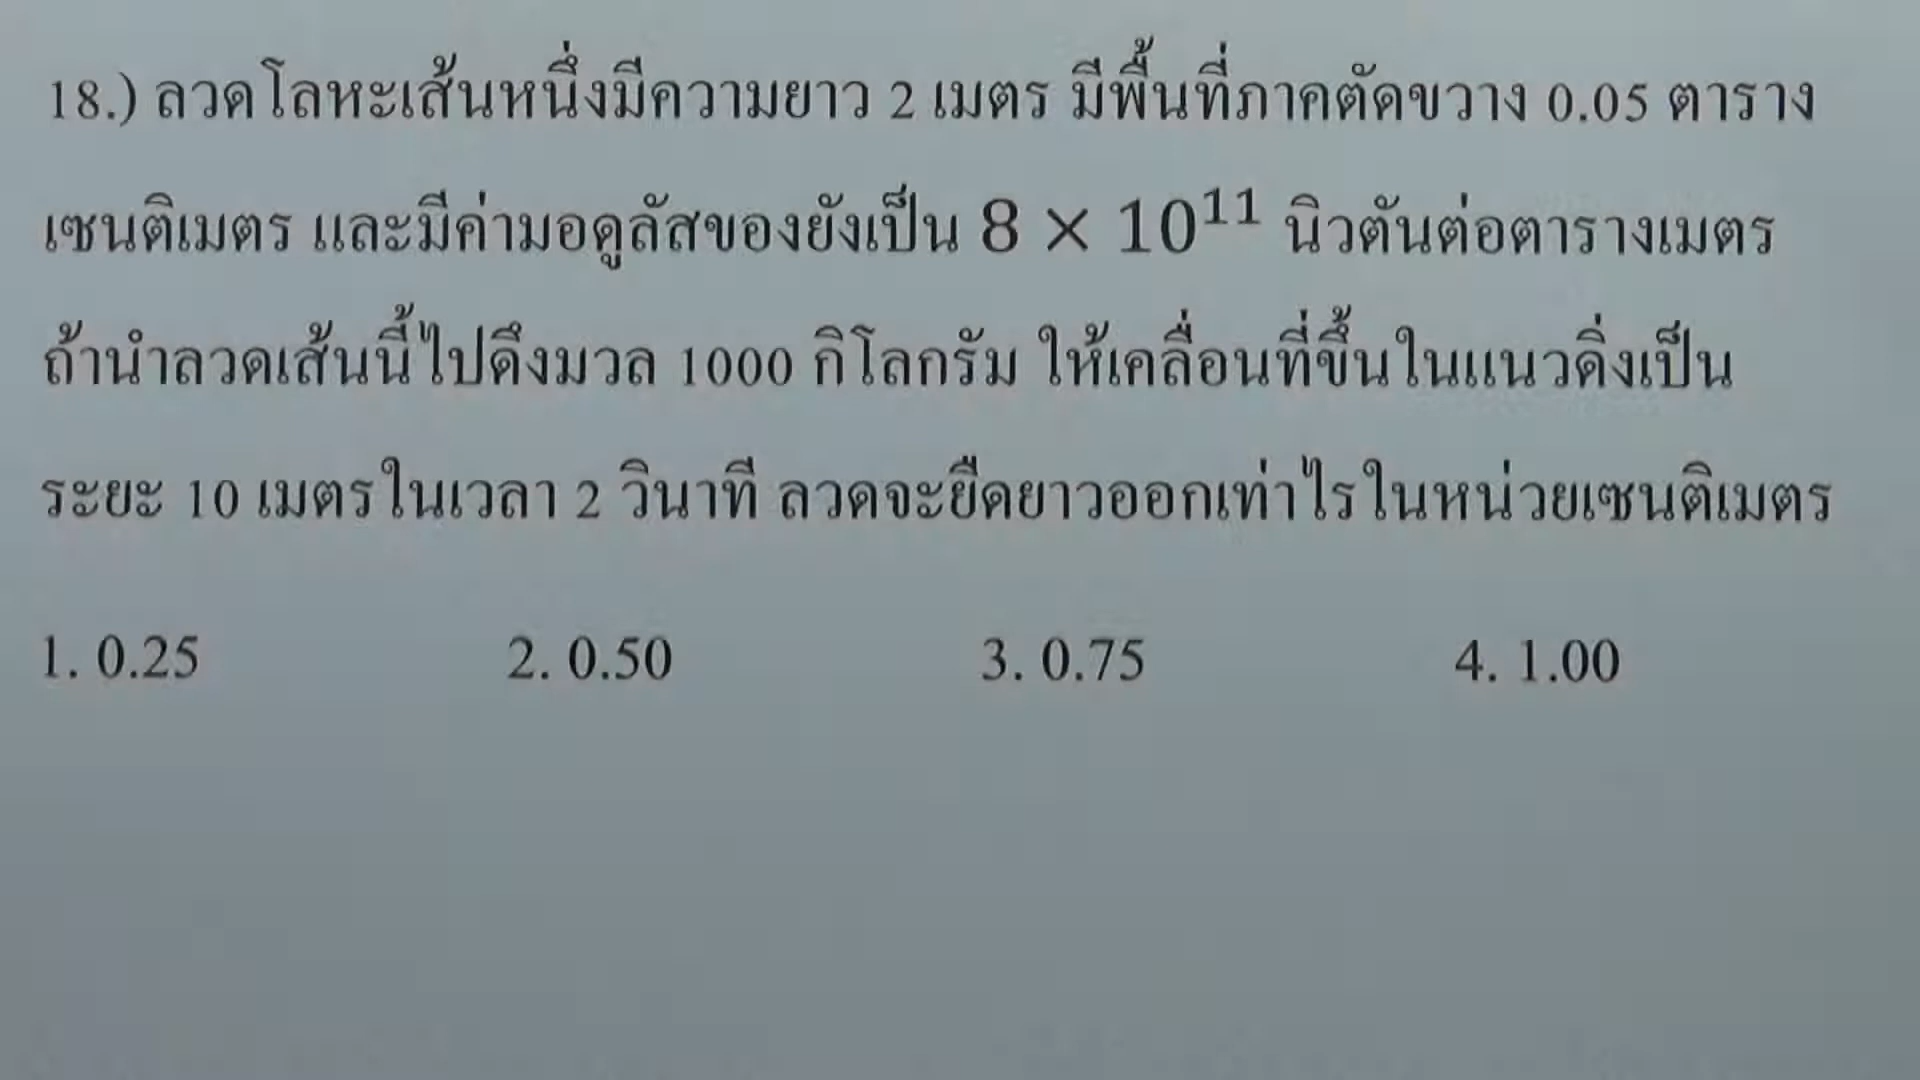 18.) ลวดโลหะเส้นหนึ่งมีความยาว 2 เมตร มีพื้นที่ภาคตัดขวาง 0.05 ตาราง
เซนติเมตร และมีค่ามอดูลัสของยังเป็น 8 × 10¹¹ นิวตันต่อตารางเมตร
ถ้านำลวดเส้นนี้ไปดึงมวล 1000 กิโลกรัม ให้เคลื่อนที่ขึ้นในแนวดิ่งเป็น
ระยะ 10 เมตรในเวลา 2 วินาที ลวดจะยืดยาวออกเท่าไรในหน่วยเซนติเมตร
1. 0.25 2. 0.50 3. 0.75 4. 1.00